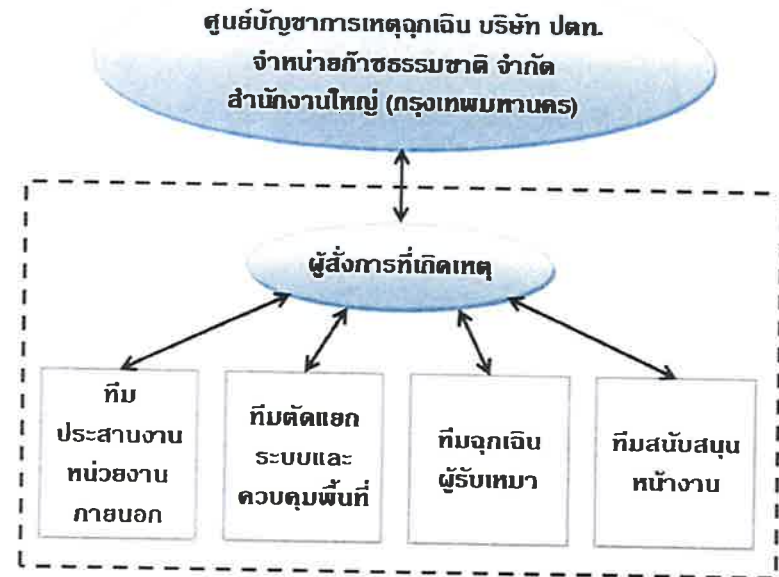 ศูนย์บัญชาการเหตุฉุกเฉิน บริษัท ปตท.
จำหน่ายก๊าซธรรมชาติ จำกัด
สำนักงานใหญ่ (กรุงเทพมหานคร)
ผู้สั่งการที่เกิดเหตุ
ทีม
ประสานงาน
หน่วยงาน
ภายนอก
ทีมตัดแยก
ระบบและ
ควบคุมพื้นที่
ทีมฉุกเฉิน
ผู้รับเหมา
ทีมสนับสนุน
หน้างาน